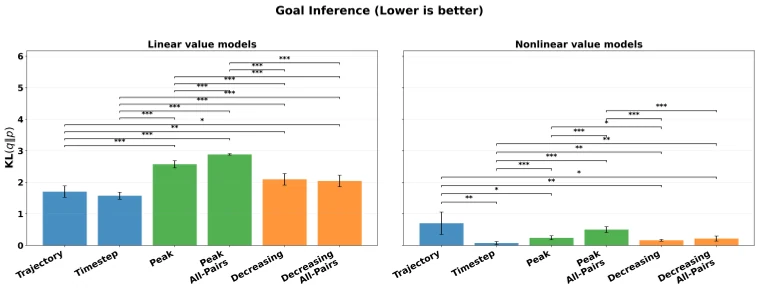 Goal Inference (Lower is better)
Linear value models
KL(q||p)
6
5
4
3
2
1
0
***
***
***
***
***
***
***
***
***
*
**
***
***
Trajectory
Timestep
Peak
Peak
All-Pairs
Decreasing
Decreasing
All-Pairs
Nonlinear value models
***
***
*
***
**
**
***
***
*
**
*
**
Trajectory
Timestep
Peak
Peak
All-Pairs
Decreasing
Decreasing
All-Pairs